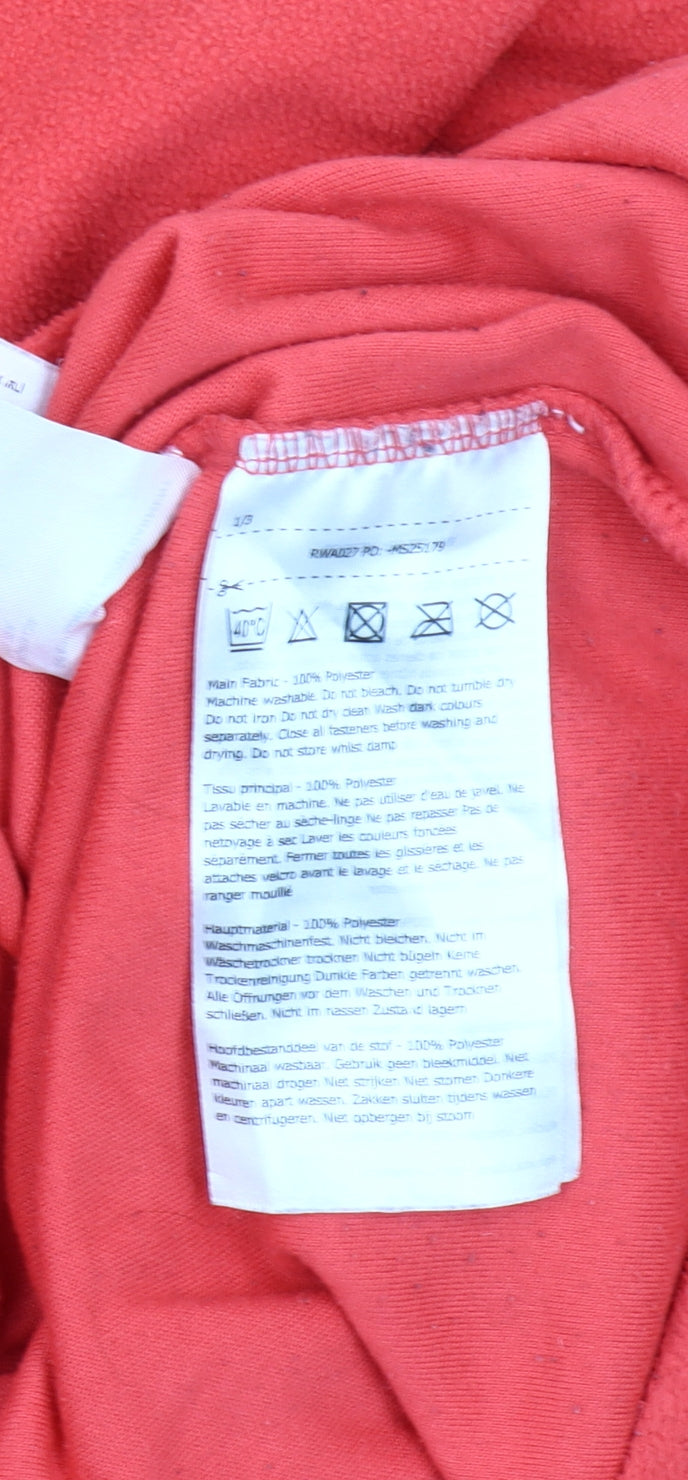 1/3
RWA027 PO: -MS25179
40°C
Main Fabric - 100% Polyester
Machine washable. Do not bleach. Do not tumble dry
Do not iron Do not dry clean Wash dark colours
separately. Close all fasteners before washing and
drying. Do not store whilst damp
Tissu principal - 100% Polyester
Lavable en machine. Ne pas utiliser d'eau de javel. Ne
pas sécher au sèche-linge Ne pas repasser Pas de
nettoyage à sec Laver les couleurs foncées
séparément. Fermer toutes les glissières et les
attaches velcro avant le lavage et le séchage. Ne pas
ranger mouillé
Hauptmaterial - 100% Polyester
Waschmaschinenfest. Nicht bleichen. Nicht im
Wäschetrockner trocknen Nicht bügeln Keine
Trockenreinigung Dunkle Farben getrennt waschen.
Alle Öffnungen vor dem Waschen und Trocknen
schließen. Nicht im nassen Zustand lagern
Hoofdbestanddeel van de stof - 100% Polyester
Machinaal wasbaar. Gebruik geen bleekmiddel. Niet
machinaal drogen Niet strijken Niet stomen Donkere
kleuren apart wassen. Zakken sluiten tijdens wassen
en centrifugeren. Niet opbergen bij stoom